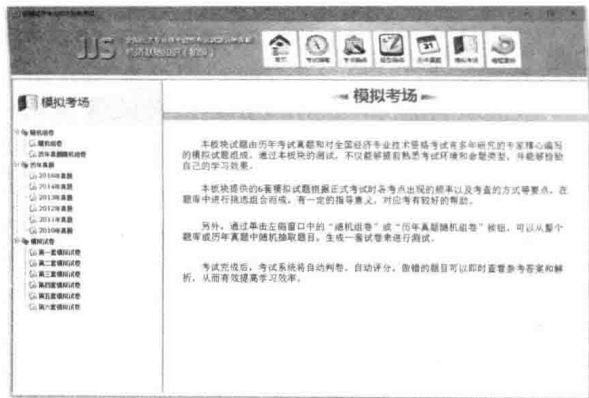 JJS
经济基础知识（初级）
首页
考试指南
历年真题
模拟考场
模拟考场
随机组卷
随机组卷
历年真题随机组卷
历年真题
2014年真题
2013年真题
2012年真题
2011年真题
2010年真题
模拟试卷
第一套模拟试卷
第二套模拟试卷
第三套模拟试卷
第四套模拟试卷
第五套模拟试卷
第六套模拟试卷
模拟考场
本板块试题由历年考试真题和对全国经济专业技术资格考试有多年研究的专家精心编写
的模拟试题组成。通过本板块的测试，不仅能够提前熟悉考试环境和命题类型，并能够检验
自己的学习效果。
本板块提供的6套模拟试题根据正式考试时各考点出现的频率以及考查的方式等要点，在
题库中进行挑选组合而成，有一定的指导意义，对应考有较好的帮助。
另外，通过单击左侧窗口中的“随机组卷”或“历年真题随机组卷”按钮，可以从整个
题库或历年真题中随机抽取题目，生成一套试卷来进行测试。
考试完成后，考试系统将自动判卷、自动评分，做错的题目可以即时查看参考答案和解
析，从而有效提高学习效率。